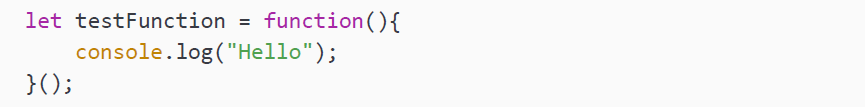 let testFunction = function(){
    console.log("Hello");
}();